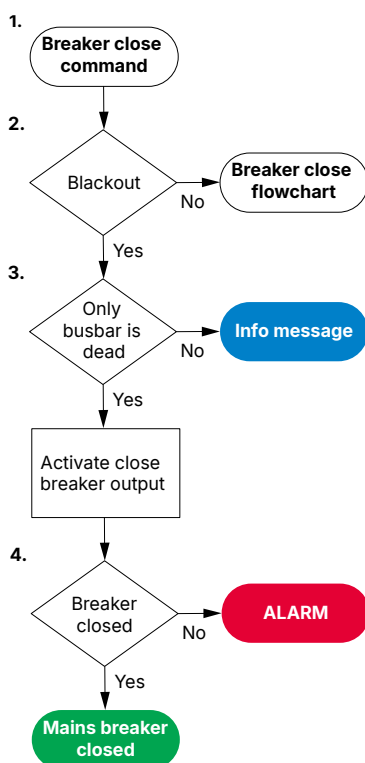 1.
Breaker close
command
2.
Blackout
No
Breaker close
flowchart
Yes
3.
Only
busbar is
dead
No
Info message
Yes
Activate close
breaker output
4.
Breaker
closed
No
ALARM
Yes
Mains breaker
closed